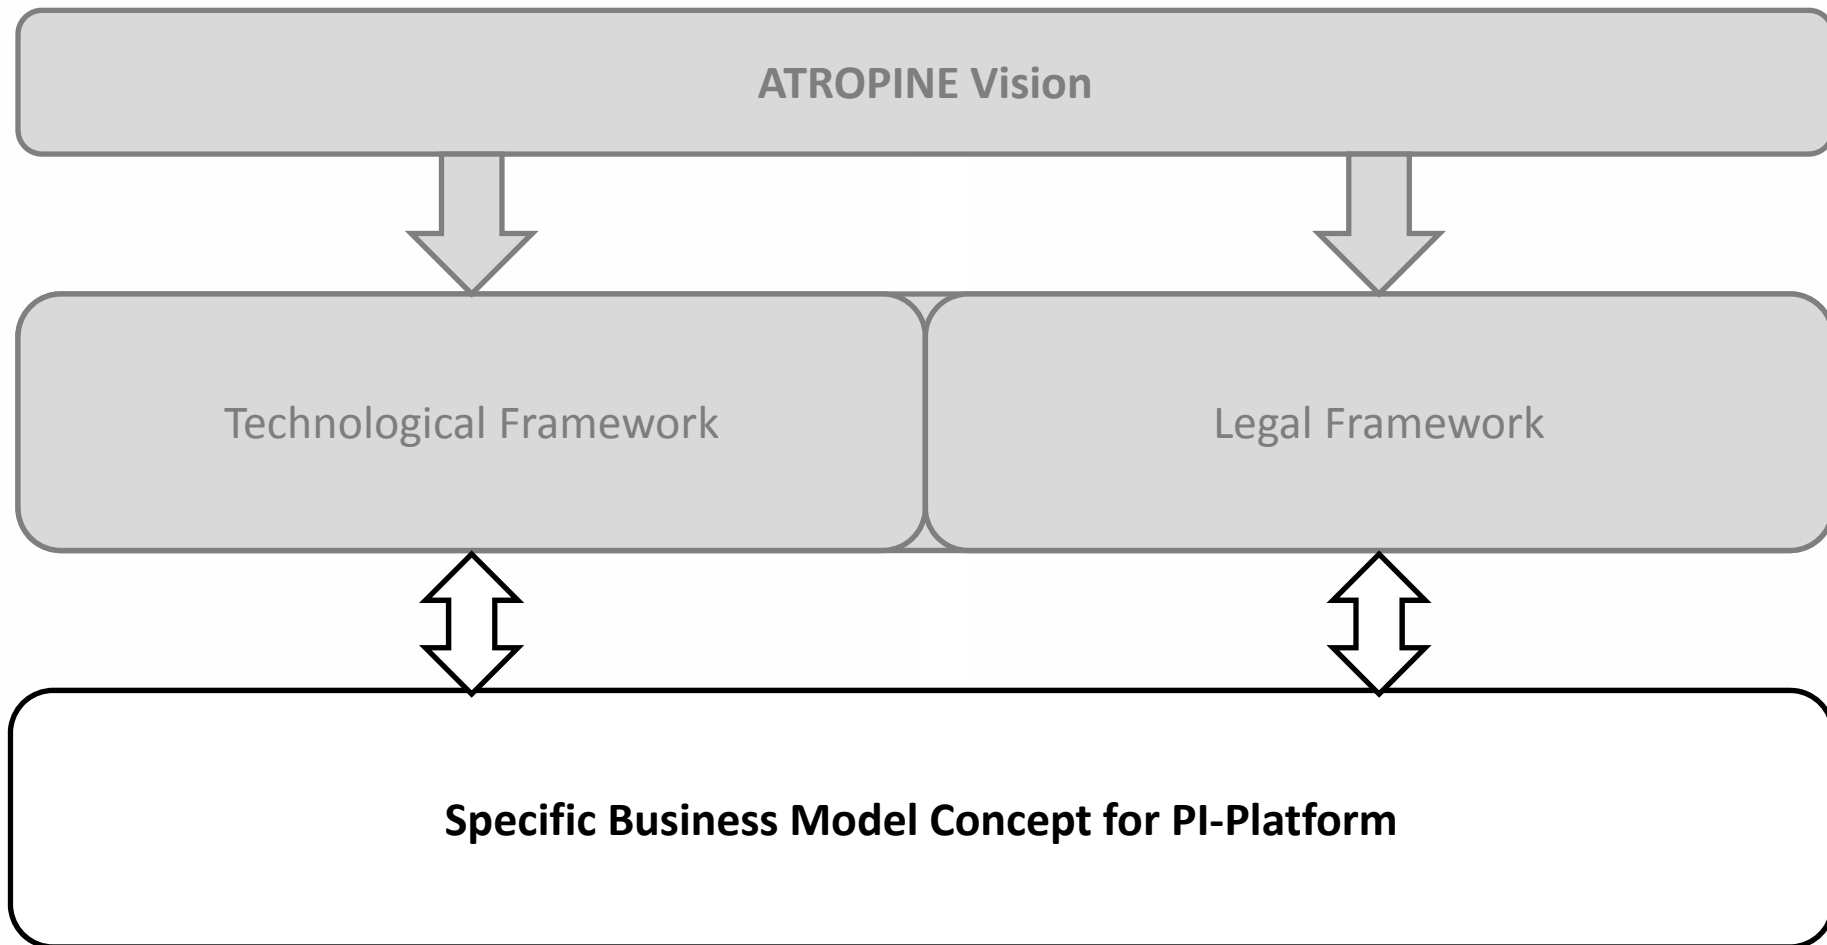 ATROPINE Vision
Technological Framework
Legal Framework
Specific Business Model Concept for PI-Platform